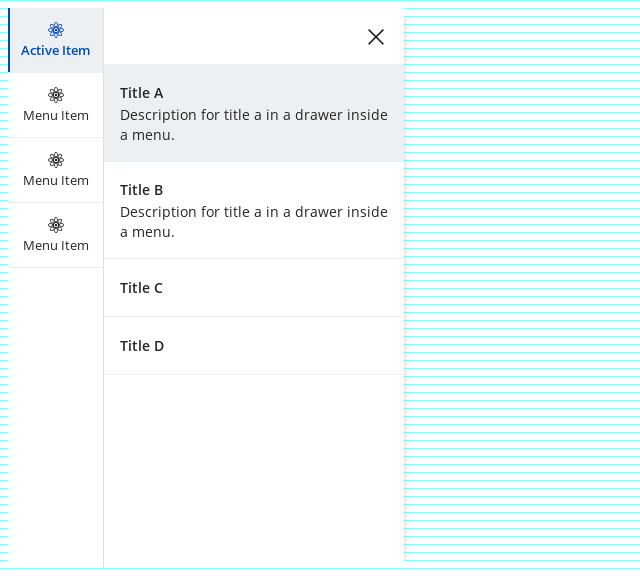 Active Item
Menu Item
Menu Item
Menu Item
Title A
Description for title a in a drawer inside
a menu.
Title B
Description for title a in a drawer inside
a menu.
Title C
Title D